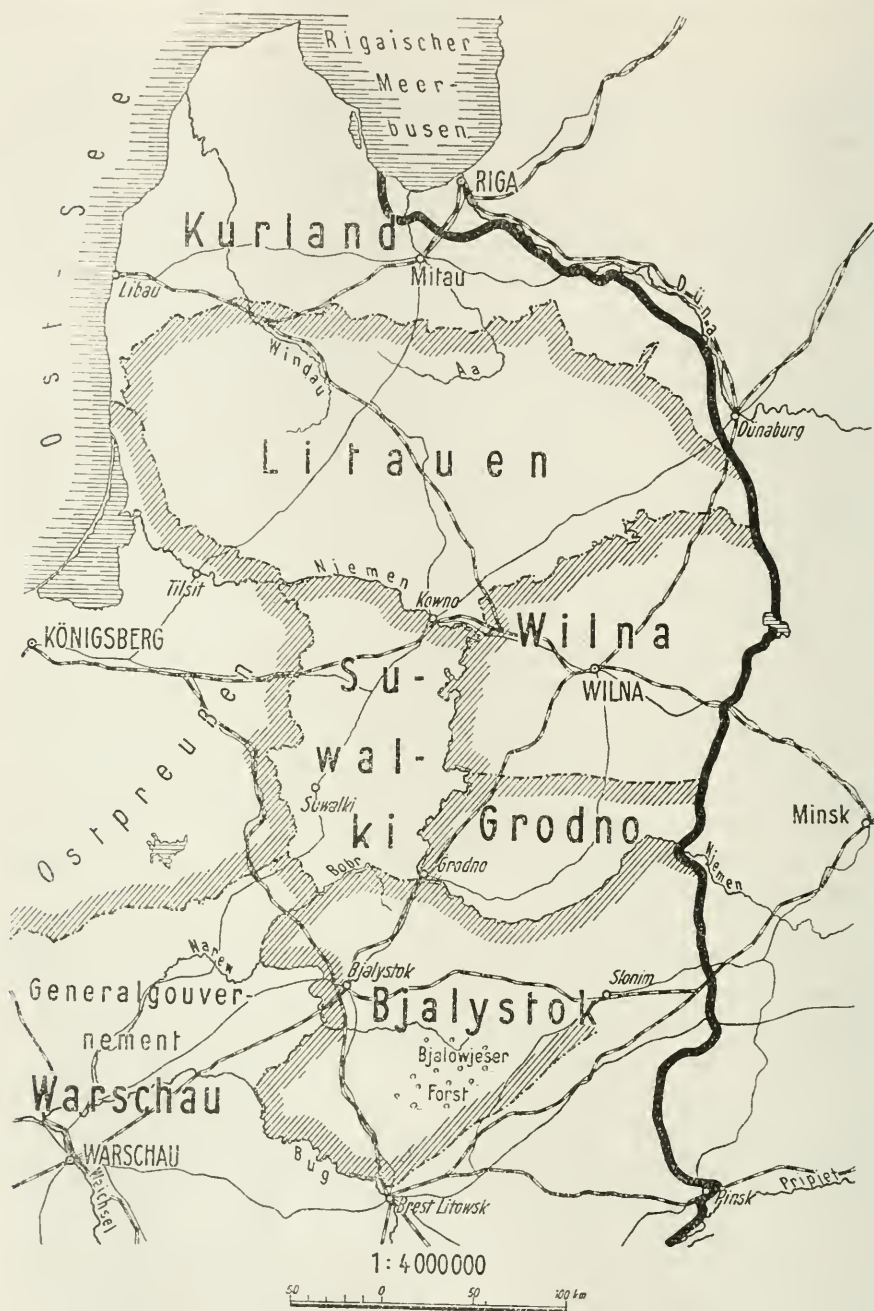 Rigaischer
Meer-
busen
Ost-See
RIGA
Kurland
Mitau
Libau
Düna
Windau
Aa
Dünaburg
Litauen
Tilsit
Njemen
Kowno
KÖNIGSBERG
Wilna
WILNA
Su-
wal-
ki
Ostpreußen
Suwalki
Grodno
Minsk
Bobr
Grodno
Njemen
Narew
Bjalystok
Slonim
Generalgouver-
nement
Warschau
Bjalystok
Bjalowjeser
Forst
WARSCHAU
Weichsel
Bug
Brest Litowsk
Pinsk
Pripjet
1:4000000
50 0 50 100 km